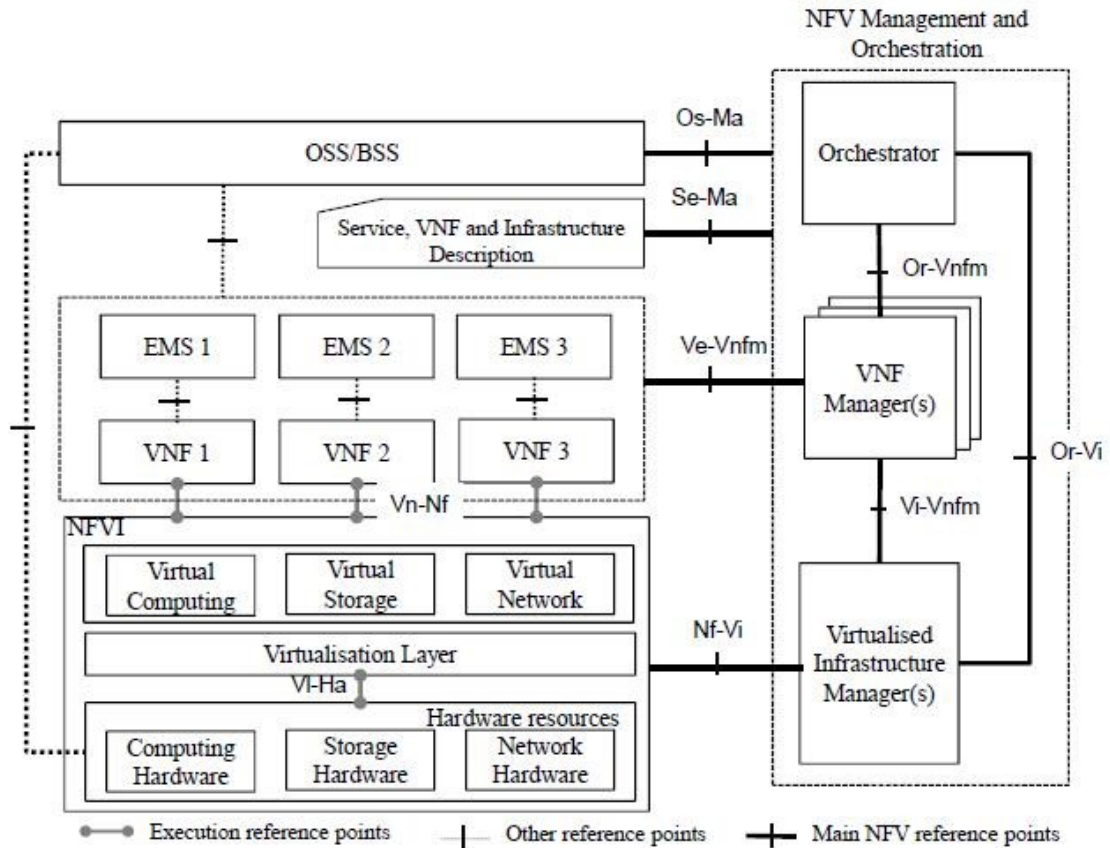 NFV Management and
Orchestration
Os-Ma
OSS/BSS
Orchestrator
Se-Ma
Service, VNF and Infrastructure
Description
Or-Vnfm
EMS 1
EMS 2
EMS 3
Ve-Vnfm
VNF
Manager(s)
VNF 1
VNF 2
VNF 3
Or-Vi
Vn-Nf
Vi-Vnfm
NFVI
Virtual
Computing
Virtual
Storage
Virtual
Network
Nf-Vi
Virtualised
Infrastructure
Manager(s)
Virtualisation Layer
Vl-Ha
Hardware resources
Computing
Hardware
Storage
Hardware
Network
Hardware
Execution reference points
Other reference points
Main NFV reference points